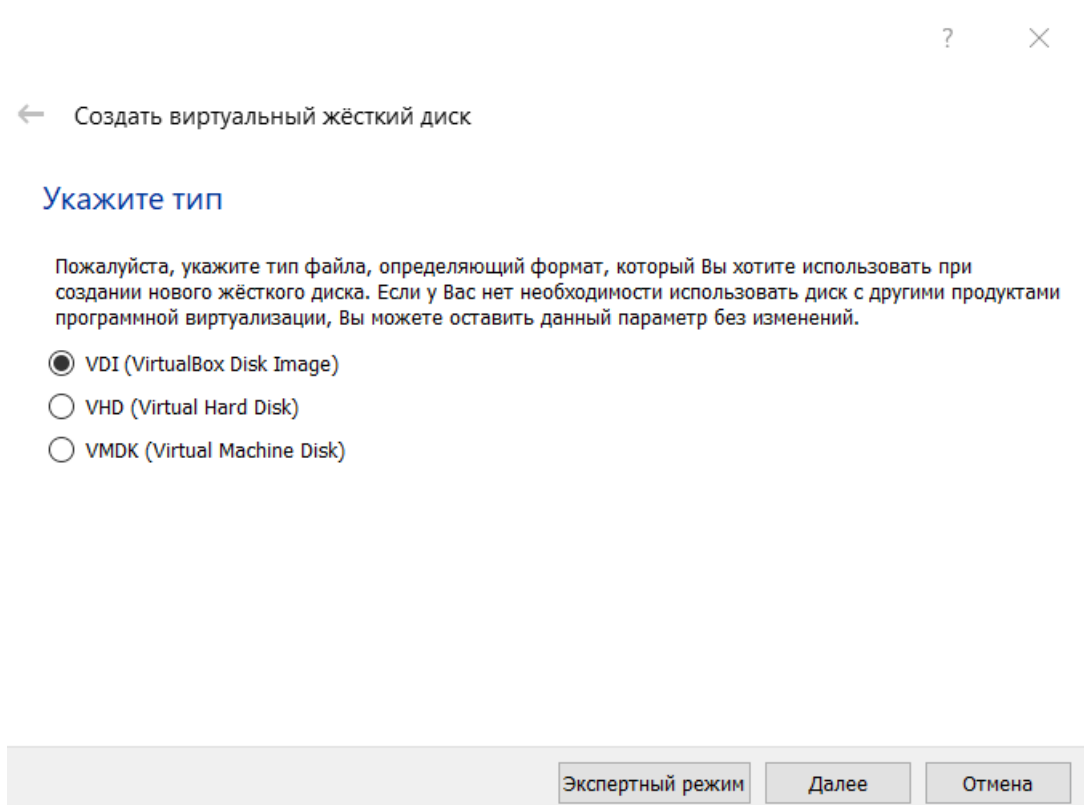 ?
Создать виртуальный жёсткий диск
Укажите тип
Пожалуйста, укажите тип файла, определяющий формат, который Вы хотите использовать при
создании нового жёсткого диска. Если у Вас нет необходимости использовать диск с другими продуктами
программной виртуализации, Вы можете оставить данный параметр без изменений.
VDI (VirtualBox Disk Image)
VHD (Virtual Hard Disk)
VMDK (Virtual Machine Disk)
Экспертный режим Далее Отмена